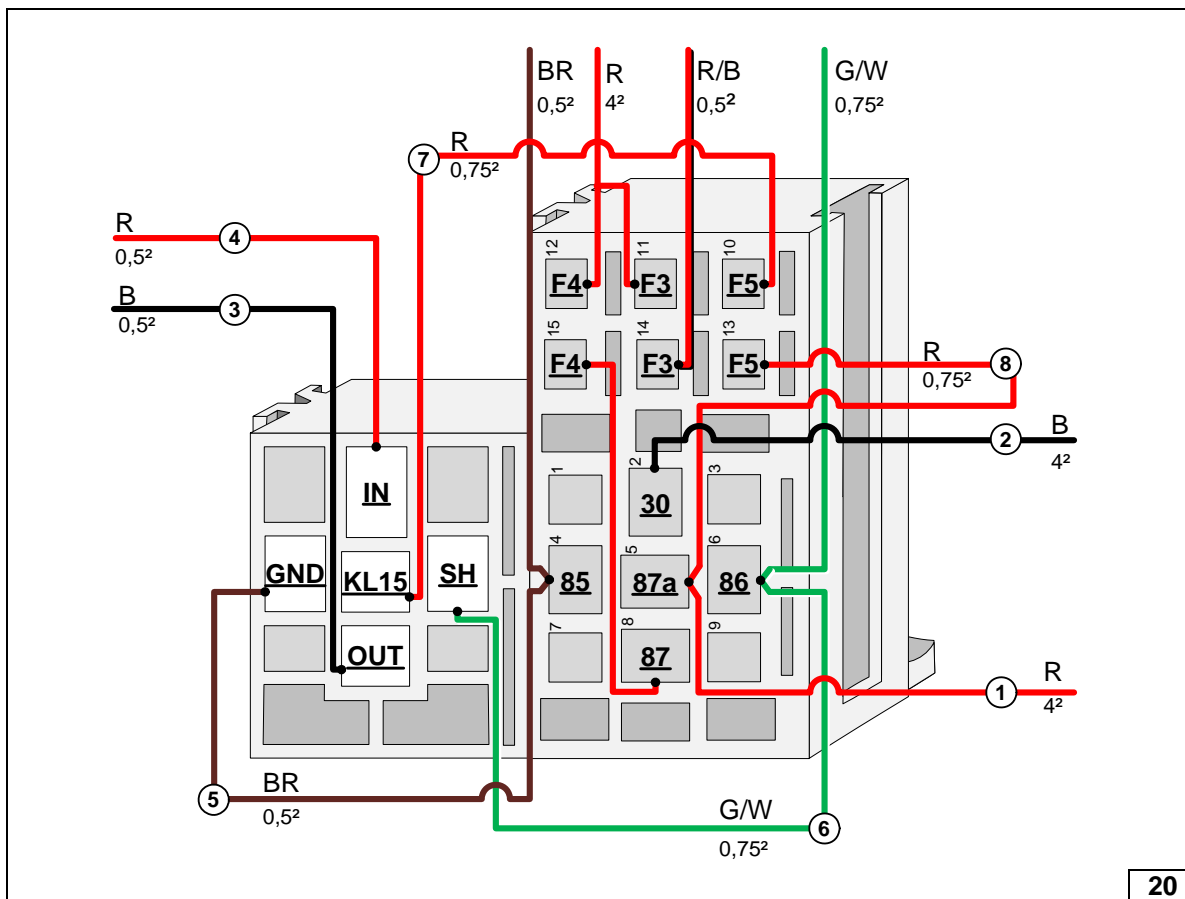 BR
0,5²
R
4²
R/B
0,5²
G/W
0,75²
7
R
0,75²
R
0,5²
4
B
0,5²
3
12
F4
11
F3
10
F5
15
F4
14
F3
13
F5
R
0,75²
8
2
B
4²
1
2
30
3
IN
GND
KL15
SH
OUT
4
85
5
87a
6
86
7
8
87
9
1
R
4²
5
BR
0,5²
G/W
0,75²
6
20